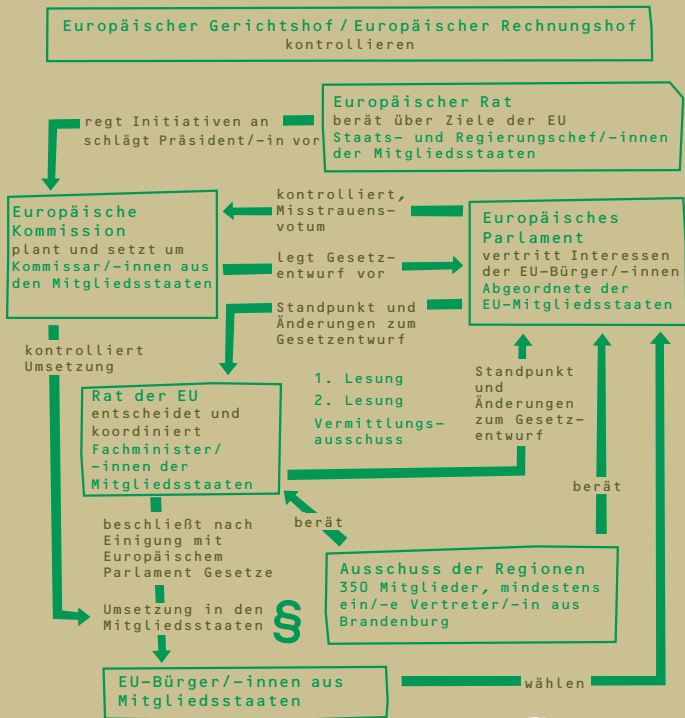 Europäischer Gerichtshof / Europäischer Rechnungshof
kontrollieren
Europäischer Rat
berät über Ziele der EU
Staats- und Regierungschef/-innen
der Mitgliedsstaaten
regt Initiativen an
schlägt Präsident/-in vor
Europäische
Kommission
plant und setzt um
Kommissar/-innen aus
den Mitgliedsstaaten
kontrolliert,
Misstrauens-
votum
legt Gesetz-
entwurf vor
Standpunkt und
Änderungen zum
Gesetzentwurf
Europäisches
Parlament
vertritt Interessen
der EU-Bürger/-innen
Abgeordnete der
EU-Mitgliedsstaaten
kontrolliert
Umsetzung
Rat der EU
entscheidet und
koordiniert
Fachminister/
-innen der
Mitgliedsstaaten
1. Lesung
2. Lesung
Vermittlungs-
ausschuss
Standpunkt
und
Änderungen
zum Gesetz-
entwurf
berät
berät
beschließt nach
Einigung mit
Europäischem
Parlament Gesetze
Ausschuss der Regionen
350 Mitglieder, mindestens
ein/-e Vertreter/-in aus
Brandenburg
Umsetzung in den
Mitgliedsstaaten
§
EU-Bürger/-innen aus
Mitgliedsstaaten
wählen